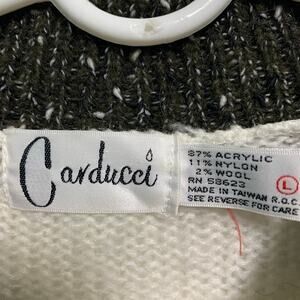 Carducci
87% ACRYLIC
11% NYLON
2% WOOL
RN 58623
MADE IN TAIWAN R.O.C.
SEE REVERSE FOR CARE
L